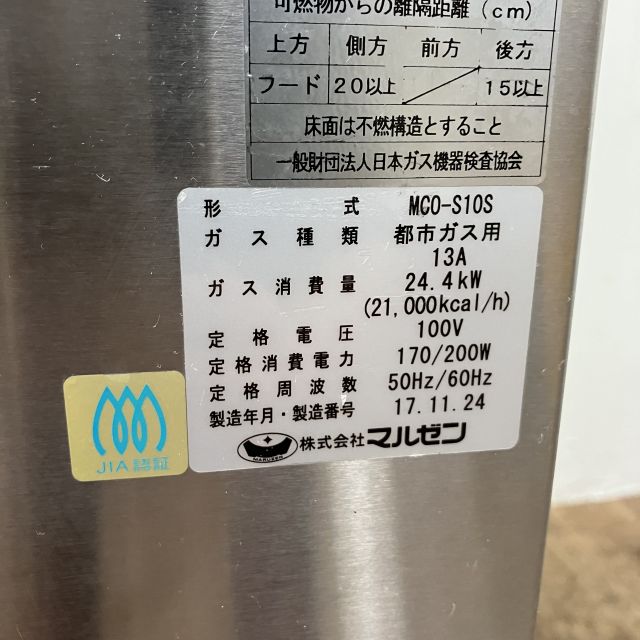 可燃物からの離隔距離(cm)
上方 側方 前方 後方
フード 20以上 15以上
床面は不燃構造とすること
一般財団法人日本ガス機器検査協会
形式 MCO-S10S
ガス種類 都市ガス用
13A
ガス消費量 24.4kW
(21,000kcal/h)
定格電圧 100V
定格消費電力 170/200W
定格周波数 50Hz/60Hz
製造年月・製造番号 17.11.24
MARUZEN 株式会社マルゼン
JIA認証